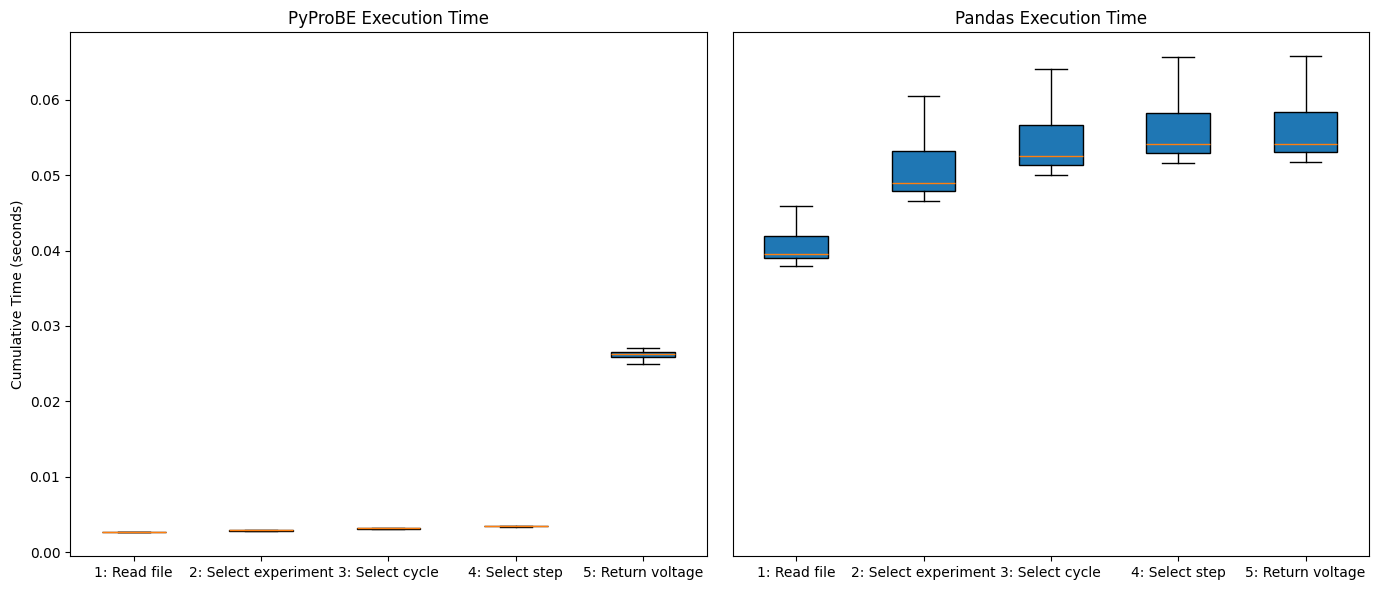 PyProBE Execution Time
Pandas Execution Time
Cumulative Time (seconds)
0.06
0.05
0.04
0.03
0.02
0.01
0.00
1: Read file
2: Select experiment
3: Select cycle
4: Select step
5: Return voltage
1: Read file
2: Select experiment
3: Select cycle
4: Select step
5: Return voltage